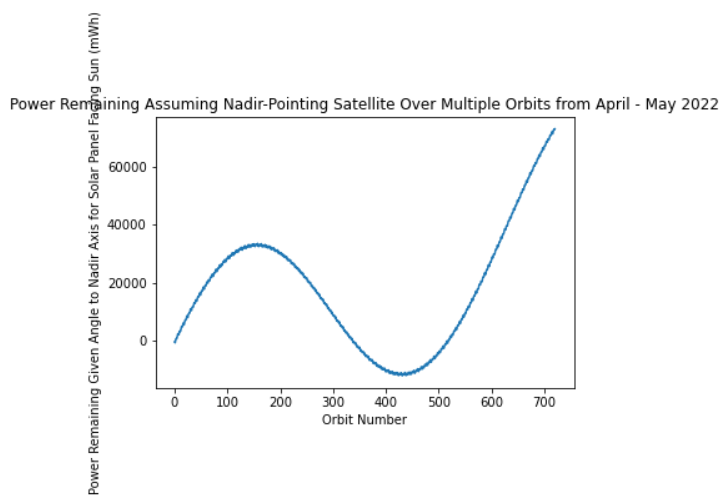 Power Remaining Assuming Nadir-Pointing Satellite Over Multiple Orbits from April - May 2022
Power Remaining Given Angle to Nadir Axis for Solar Panel Facing Sun (mWh)
60000
40000
20000
0
0 100 200 300 400 500 600 700
Orbit Number